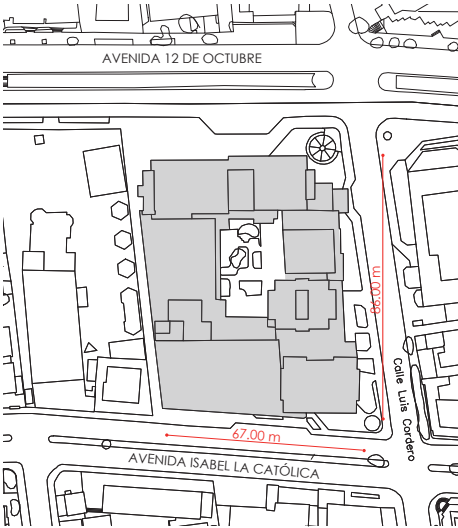 AVENIDA 12 DE OCTUBRE
86.00 m
Calle Luis Cordero
67.00 m
AVENIDA ISABEL LA CATÓLICA